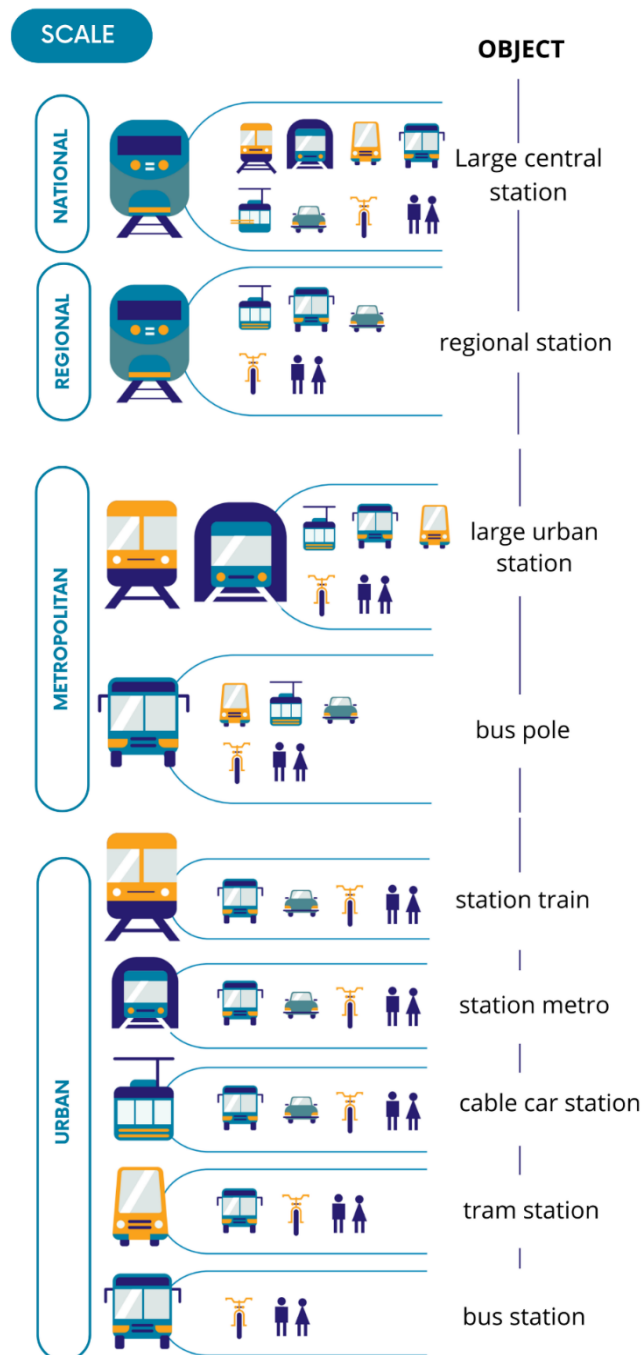 SCALE
OBJECT
NATIONAL
Large central
station
REGIONAL
regional station
METROPOLITAN
large urban
station
bus pole
URBAN
station train
station metro
cable car station
tram station
bus station